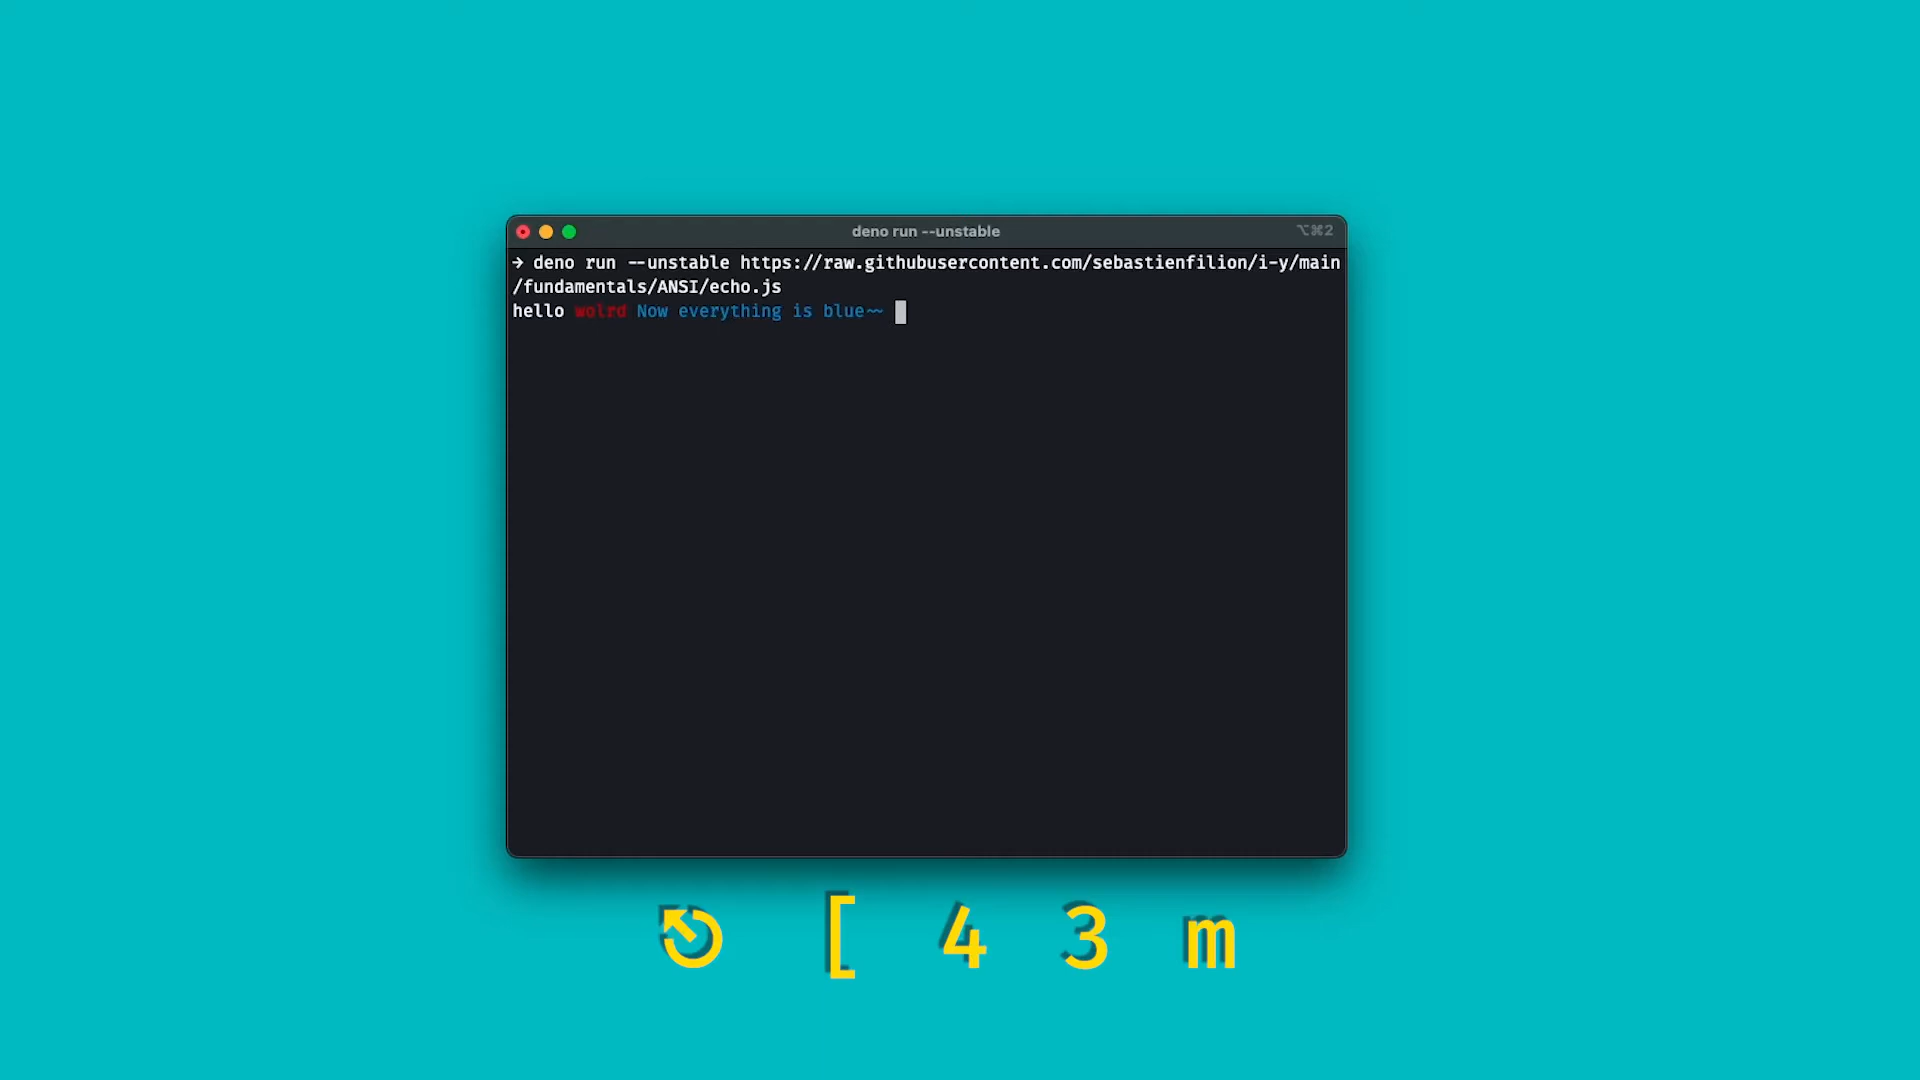 deno run --unstable
⌥⌘2
→ deno run --unstable https://raw.githubusercontent.com/sebastienfilion/i-y/main
/fundamentals/ANSI/echo.js
hello wolrd Now everything is blue~~
⎋ [ 4 3 m